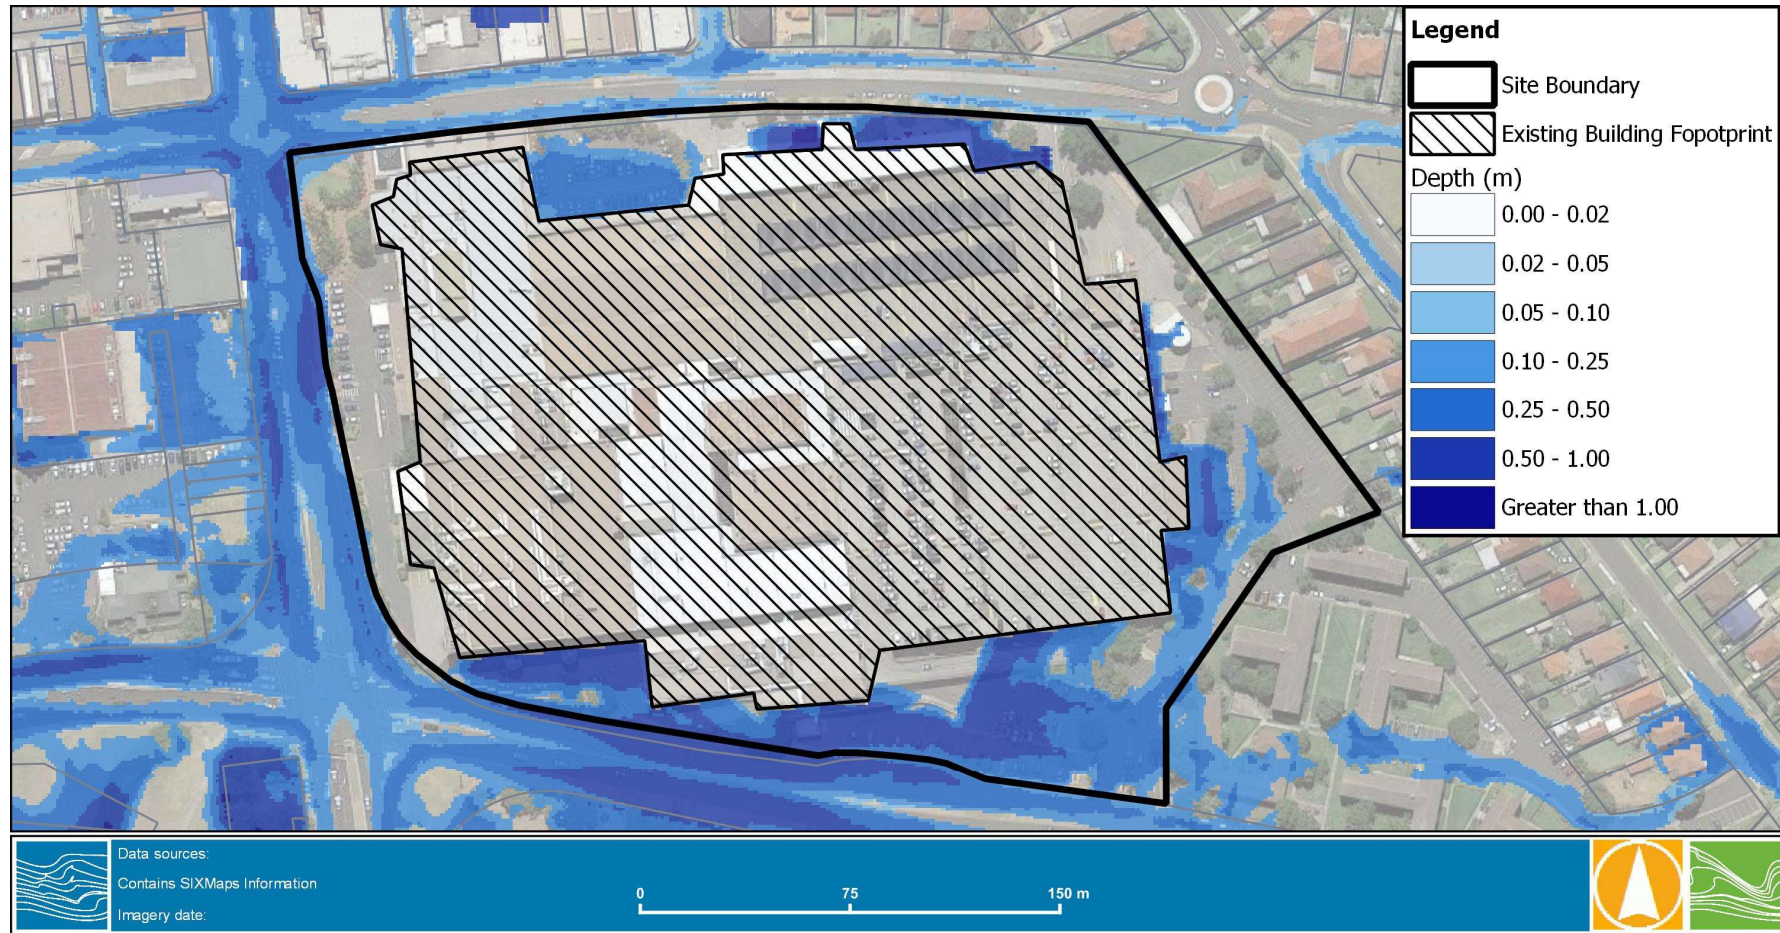 Legend
Site Boundary
Existing Building Fopotprint
Depth (m)
0.00 - 0.02
0.02 - 0.05
0.05 - 0.10
0.10 - 0.25
0.25 - 0.50
0.50 - 1.00
Greater than 1.00
Data sources:
Contains SIXMaps Information
Imagery date:
0 75 150 m